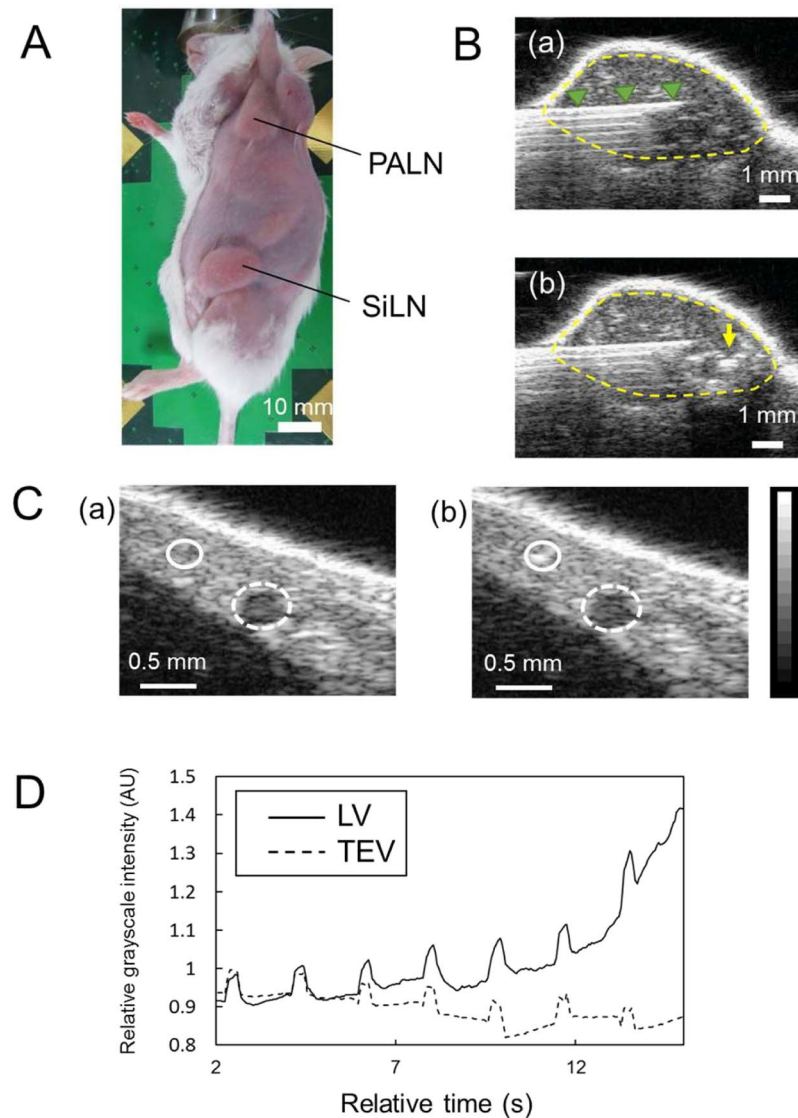 A
PALN
SiLN
10 mm
B
(a)
1 mm
(b)
1 mm
C
(a)
0.5 mm
(b)
0.5 mm
D
Relative grayscale intensity (AU)
1.5
1.4
1.3
1.2
1.1
1
0.9
0.8
LV
TEV
2
7
12
Relative time (s)